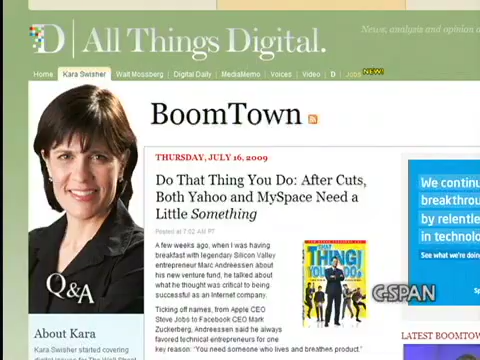 D | All Things Digital.
News, analysis and opinion a
Home Kara Swisher Walt Mossberg Digital Daily MediaMemo Voices Video D Jobs NEW!
BoomTown
THURSDAY, JULY 16, 2009
Do That Thing You Do: After Cuts,
Both Yahoo and MySpace Need a
Little Something
Posted at 7:02 AM PT
A few weeks ago, when I was having
breakfast with legendary Silicon Valley
entrepreneur Marc Andreessen about
his new venture fund, he talked about
what he thought was critical to being
successful as an Internet company.
Ticking off names, from Apple CEO
Steve Jobs to Facebook CEO Mark
Zuckerberg, Andreessen said he always
favored technical entrepreneurs for one
key reason: "You need someone who lives and breathes product."
THAT
THING
YOU DO!
We continu
breakthrou
by relentle
in technolo
See what we're doin
Sp
Q&A
C-SPAN
About Kara
Kara Swisher started covering
LATEST BOOMTOW